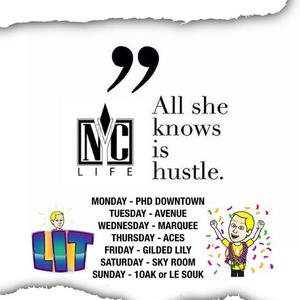 ”
NYC
LIFE
All she
knows
is
hustle.
MONDAY - PHD DOWNTOWN
TUESDAY - AVENUE
WEDNESDAY - MARQUEE
THURSDAY - ACES
FRIDAY - GILDED LILY
SATURDAY - SKY ROOM
SUNDAY - 10AK or LE SOUK
LIT